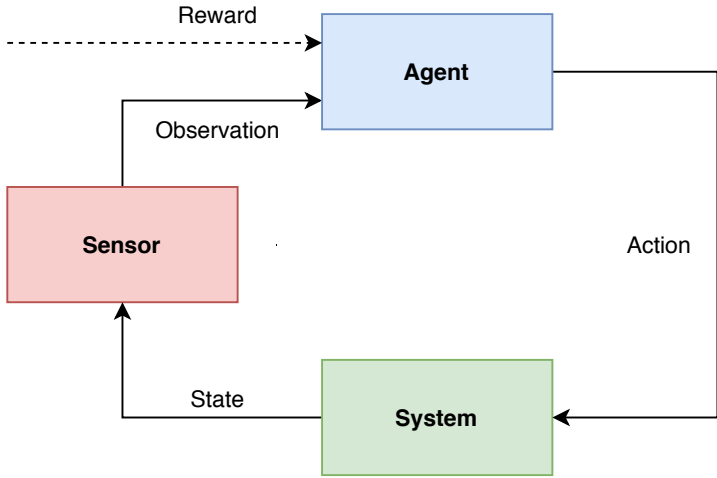 Reward
Agent
Observation
Sensor
Action
State
System